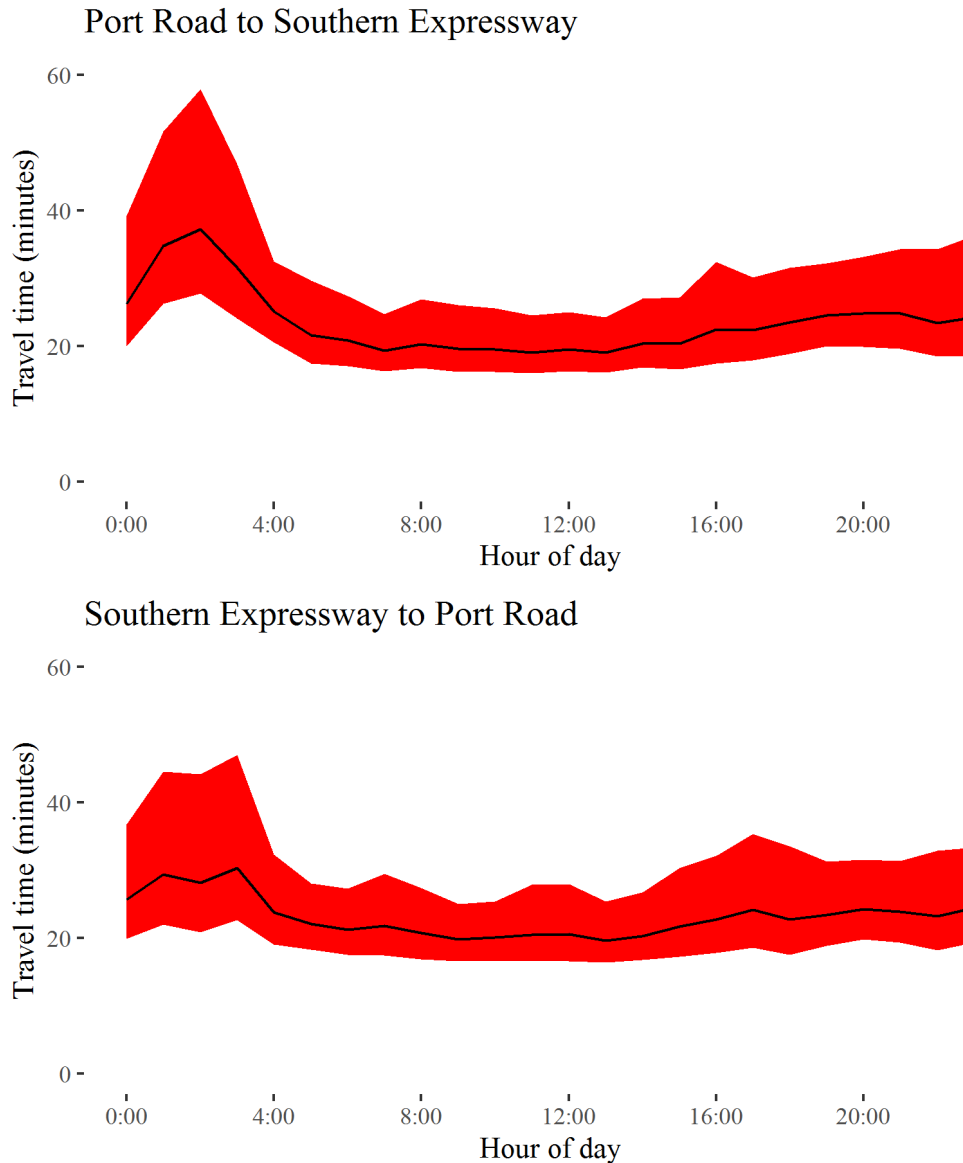 Port Road to Southern Expressway
Travel time (minutes)
60
40
20
0
0:00 4:00 8:00 12:00 16:00 20:00
Hour of day
Southern Expressway to Port Road
Travel time (minutes)
60
40
20
0
0:00 4:00 8:00 12:00 16:00 20:00
Hour of day